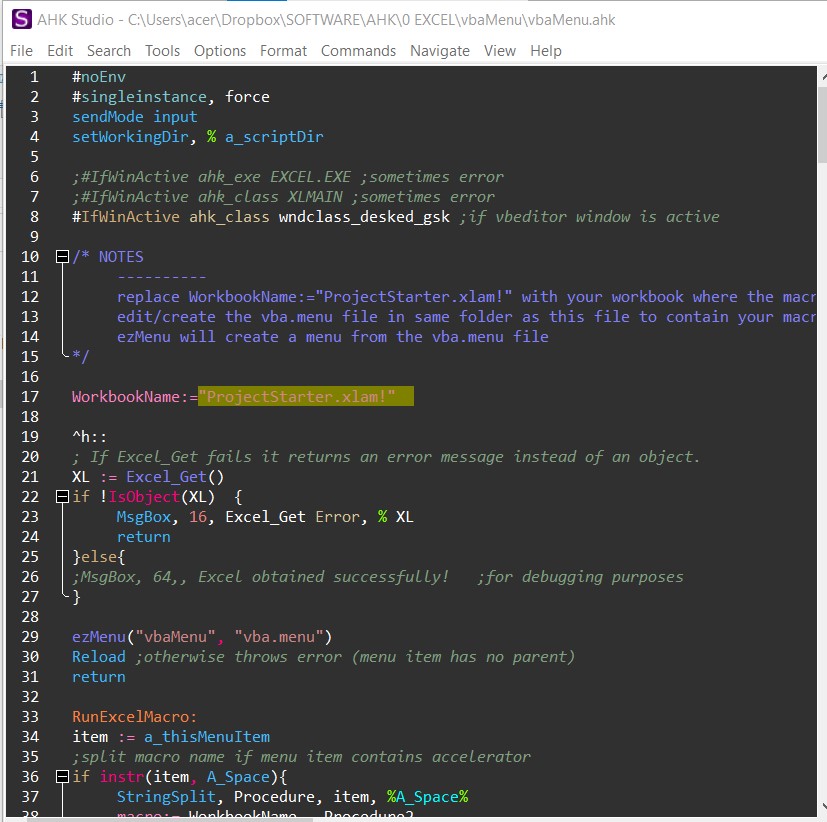 S AHK Studio - C:\Users\acer\Dropbox\SOFTWARE\AHK\0 EXCEL\vbaMenu\vbaMenu.ahk
File Edit Search Tools Options Format Commands Navigate View Help
1 #noEnv
2 #singleinstance, force
3 sendMode input
4 setWorkingDir, % a_scriptDir
5
6 ;#IfWinActive ahk_exe EXCEL.EXE ;sometimes error
7 ;#IfWinActive ahk_class XLMAIN ;sometimes error
8 #IfWinActive ahk_class wndclass_desked_gsk ;if vbeditor window is active
9
10 /* NOTES
11 ----------
12 replace WorkbookName:="ProjectStarter.xlam!" with your workbook where the macr
13 edit/create the vba.menu file in same folder as this file to contain your macr
14 ezMenu will create a menu from the vba.menu file
15 */
16
17 WorkbookName:="ProjectStarter.xlam!"
18
19 ^h::
20 ; If Excel_Get fails it returns an error message instead of an object.
21 XL := Excel_Get()
22 if !IsObject(XL) {
23 MsgBox, 16, Excel_Get Error, % XL
24 return
25 }else{
26 ;MsgBox, 64,, Excel obtained successfully! ;for debugging purposes
27 }
28
29 ezMenu("vbaMenu", "vba.menu")
30 Reload ;otherwise throws error (menu item has no parent)
31 return
32
33 RunExcelMacro:
34 item := a_thisMenuItem
35 ;split macro name if menu item contains accelerator
36 if instr(item, A_Space){
37 StringSplit, Procedure, item, %A_Space%
38 macro:= WorkbookName Procedure2